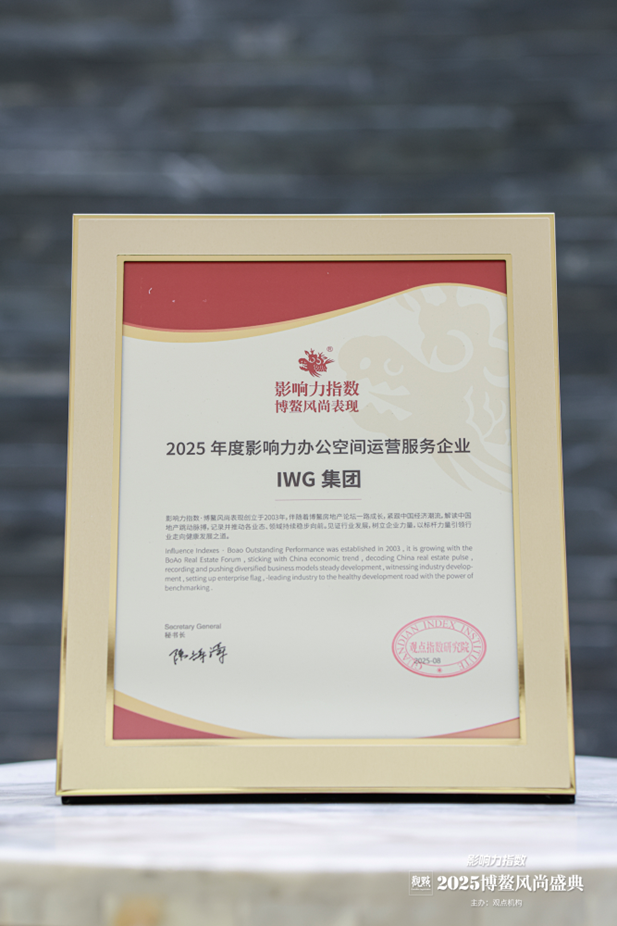 ®
影响力指数
博鳌风尚表现
2025 年度影响力办公空间运营服务企业
IWG 集团
影响力指数·博鳌风尚表现创立于2003年，伴随着博鳌房地产论坛一路成长，紧跟中国经济潮流，解读中国
地产跳动脉搏，记录并推动各业态、领域持续稳步向前，见证行业发展，树立企业力量，以标杆力量引领行
业走向健康发展之道。
Influence Indexes · Boao Outstanding Performance was established in 2003 , it is growing with the
BoAo Real Estate Forum , sticking with China economic trend , decoding China real estate pulse ,
recording and pushing diversified business models steady development , witnessing industry develop-
ment , setting up enterprise flag , -leading industry to the healthy development road with the power of
benchmarking .
Secretary General
秘书长
GUANDIAN INDEX INSTITUTE
观点指数研究院
2025-08
影响力指数
观点 2025博鳌风尚盛典
主办：观点机构